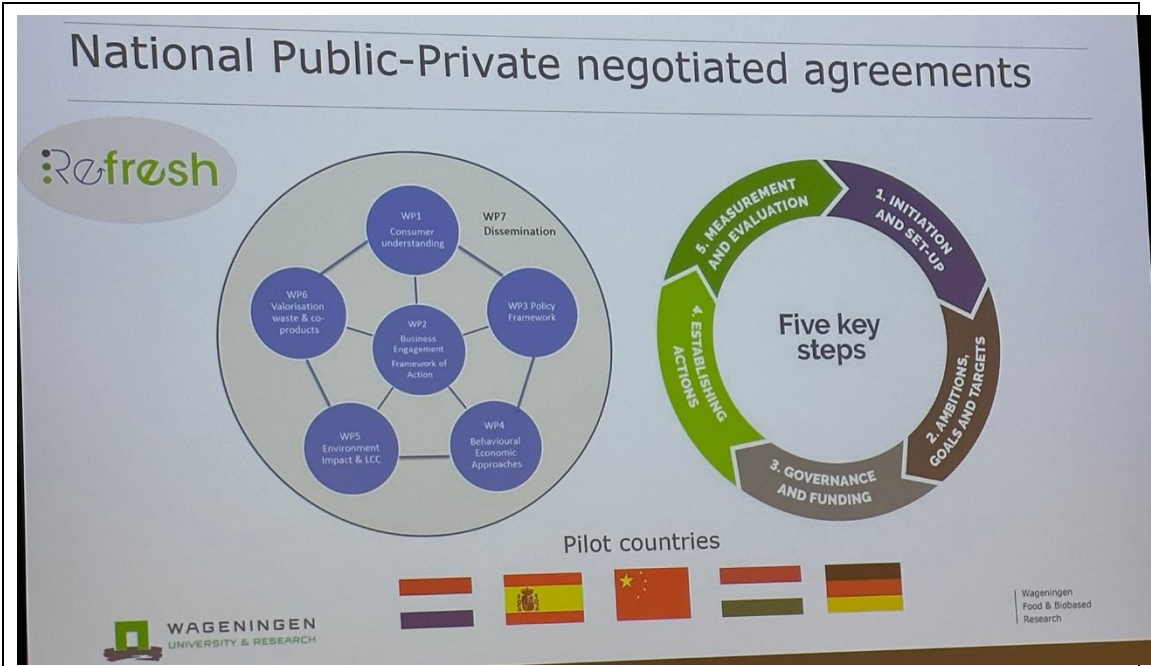 National Public-Private negotiated agreements
Refresh
WP1
Consumer
understanding
WP7
Dissemination
WP6
Valorisation
waste & co-
products
WP3 Policy
Framework
WP2
Business
Engagement
Framework of
Action
WP5
Environment
Impact & LCC
WP4
Behavioural
Economic
Approaches
Five key
steps
1. INITIATION
AND SET-UP
2. AMBITIONS,
GOALS AND TARGETS
3. GOVERNANCE
AND FUNDING
4. ESTABLISHING
ACTIONS
5. MEASUREMENT
AND EVALUATION
Pilot countries
WAGENINGEN
UNIVERSITY & RESEARCH
Wageningen
Food & Biobased
Research